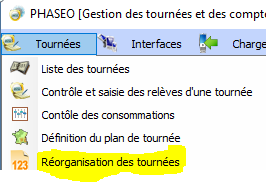 PHASEO [Gestion des tournées et des compt
Tournées Interfaces Charge
Liste des tournées
Contrôle et saisie des relèves d'une tournée
Contôle des consommations
Définition du plan de tournée
123 Réorganisation des tournées